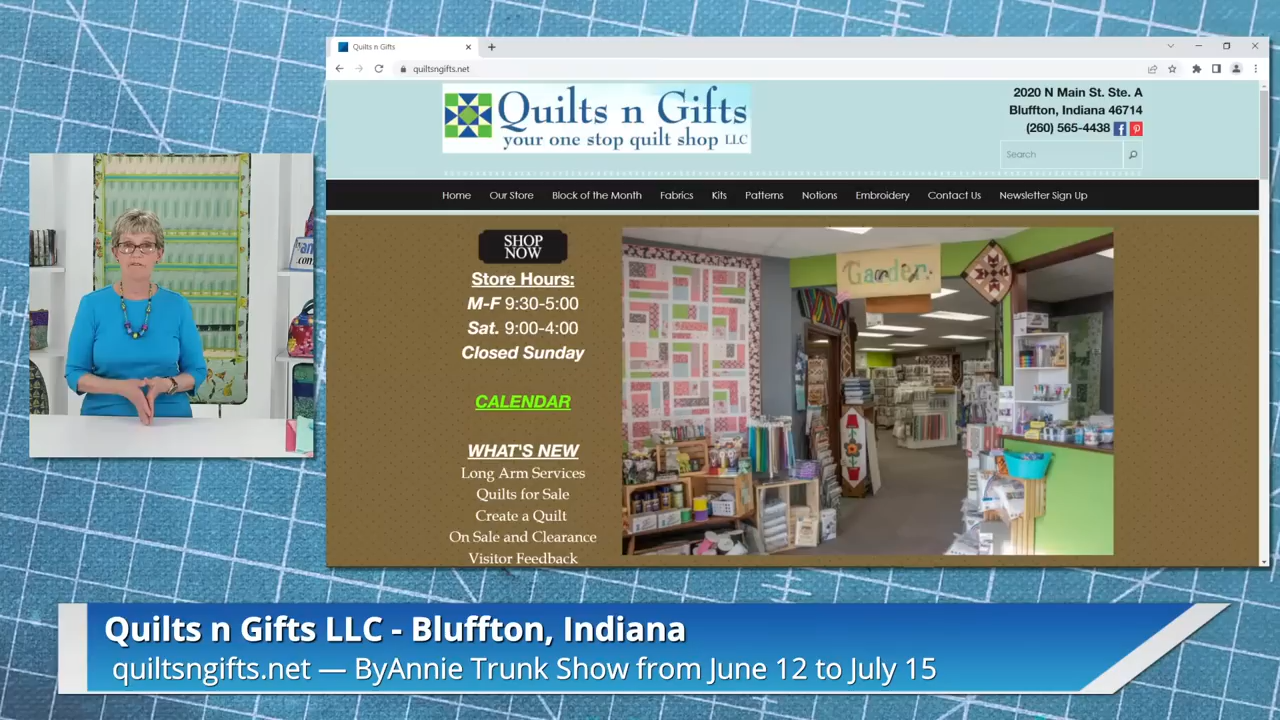 Quilts n Gifts
quiltsngifts.net
Quilts n Gifts
your one stop quilt shop LLC
2020 N Main St. Ste. A
Bluffton, Indiana 46714
(260) 565-4438
Search
Home Our Store Block of the Month Fabrics Kits Patterns Notions Embroidery Contact Us Newsletter Sign Up
SHOP
NOW
Store Hours:
M-F 9:30-5:00
Sat. 9:00-4:00
Closed Sunday
CALENDAR
WHAT'S NEW
Long Arm Services
Quilts for Sale
Create a Quilt
On Sale and Clearance
Visitor Feedback
Garden
.com
Quilts n Gifts LLC - Bluffton, Indiana
quiltsngifts.net — ByAnnie Trunk Show from June 12 to July 15